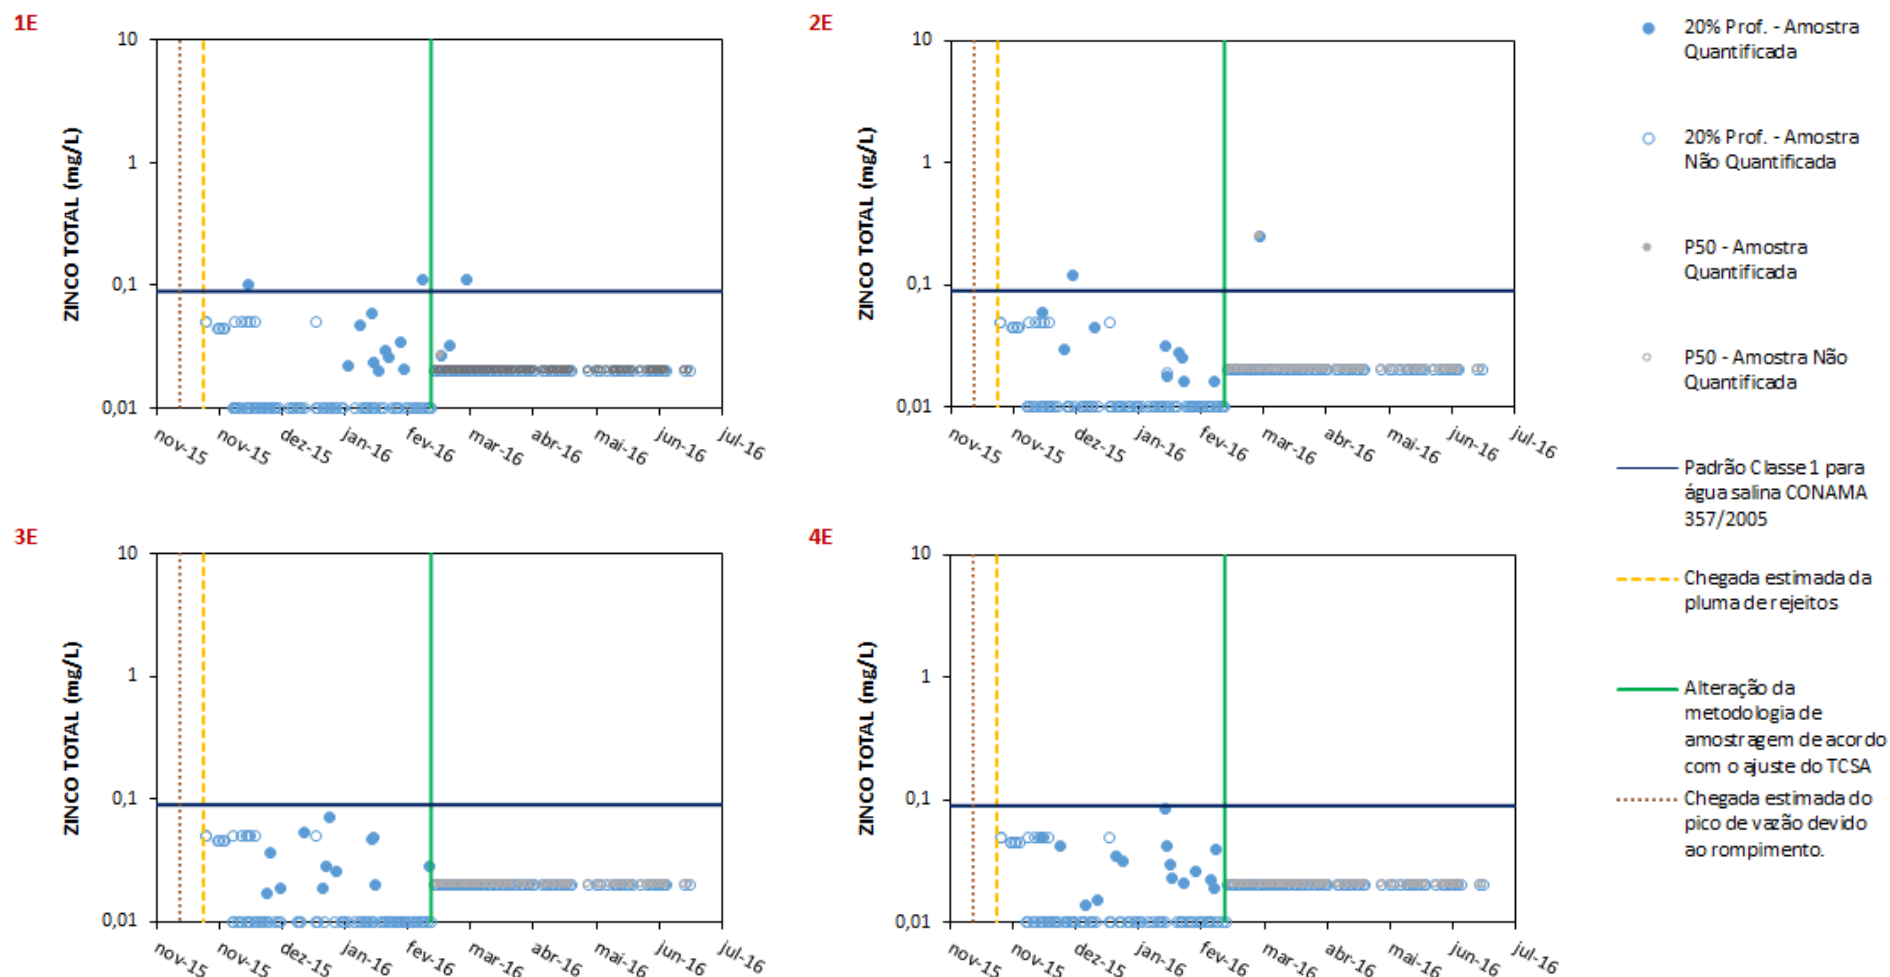 1E
ZINCO TOTAL (mg/L)
10
1
0,1
0,01
nov-15
nov-15
dez-15
jan-16
fev-16
mar-16
abr-16
mai-16
jun-16
jul-16
2E
ZINCO TOTAL (mg/L)
10
1
0,1
0,01
nov-15
nov-15
dez-15
jan-16
fev-16
mar-16
abr-16
mai-16
jun-16
jul-16
3E
ZINCO TOTAL (mg/L)
10
1
0,1
0,01
nov-15
nov-15
dez-15
jan-16
fev-16
mar-16
abr-16
mai-16
jun-16
jul-16
4E
ZINCO TOTAL (mg/L)
10
1
0,1
0,01
nov-15
nov-15
dez-15
jan-16
fev-16
mar-16
abr-16
mai-16
jun-16
jul-16
20% Prof. - Amostra
Quantificada
20% Prof. - Amostra
Não Quantificada
P50 - Amostra
Quantificada
P50 - Amostra Não
Quantificada
Padrão Classe 1 para
água salina CONAMA
357/2005
Chegada estimada da
pluma de rejeitos
Alteração da
metodologia de
amostragem de acordo
com o ajuste do TCSA
Chegada estimada do
pico de vazão devido
ao rompimento.